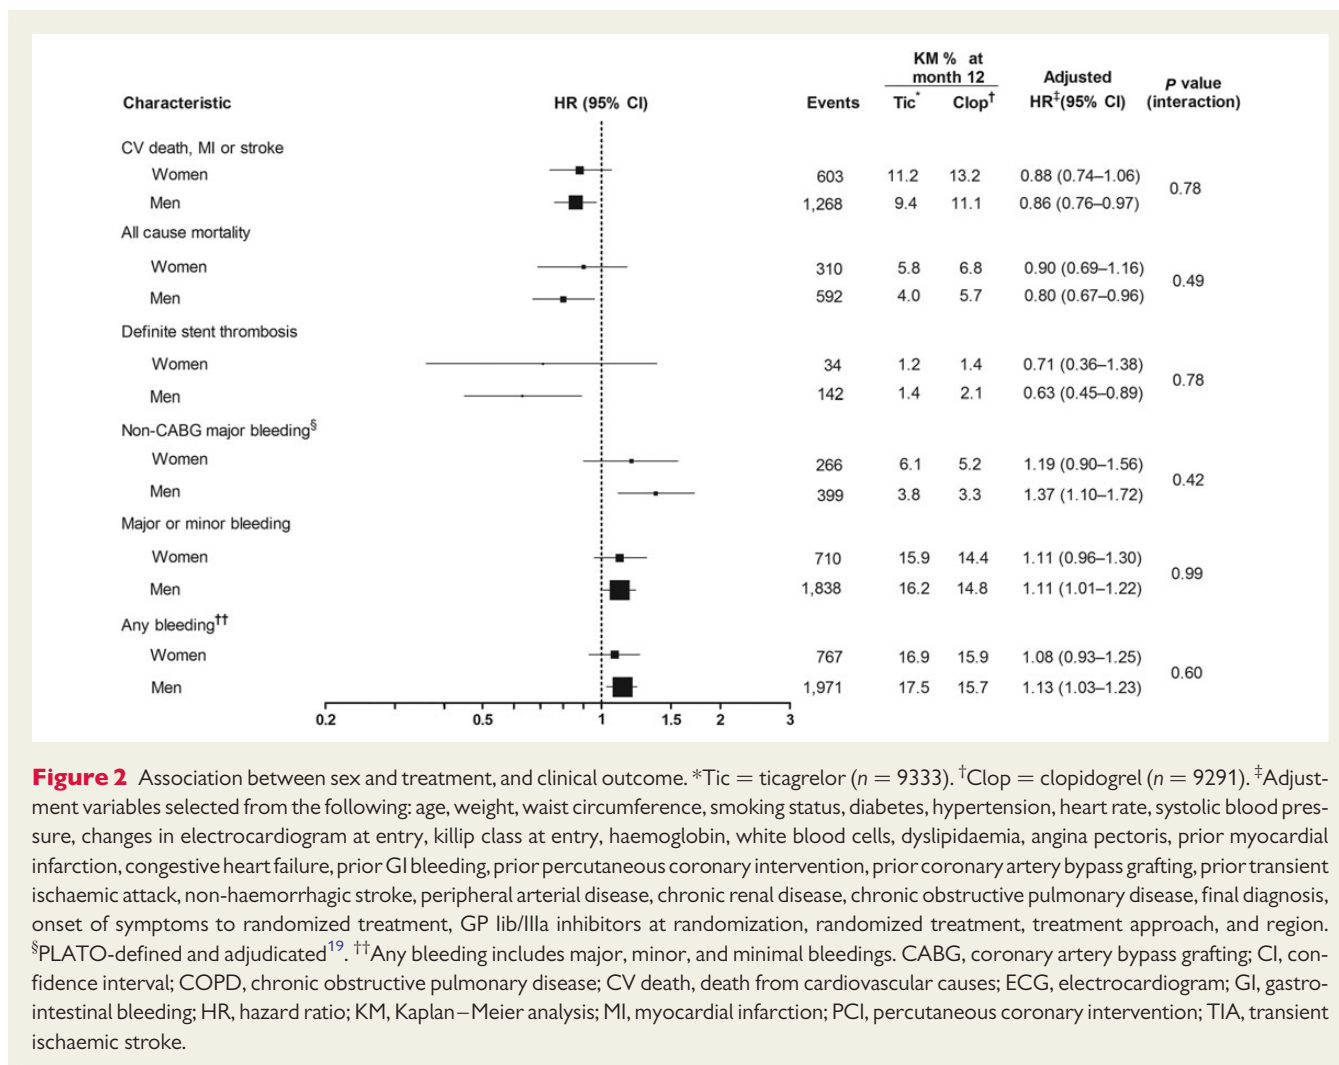 KM % at
month 12
Characteristic HR (95% CI) Events Tic* Clop† Adjusted HR‡(95% CI) P value (interaction)
CV death, MI or stroke
Women 603 11.2 13.2 0.88 (0.74–1.06)
0.78
Men 1,268 9.4 11.1 0.86 (0.76–0.97)
All cause mortality
Women 310 5.8 6.8 0.90 (0.69–1.16)
0.49
Men 592 4.0 5.7 0.80 (0.67–0.96)
Definite stent thrombosis
Women 34 1.2 1.4 0.71 (0.36–1.38)
0.78
Men 142 1.4 2.1 0.63 (0.45–0.89)
Non-CABG major bleeding§
Women 266 6.1 5.2 1.19 (0.90–1.56)
0.42
Men 399 3.8 3.3 1.37 (1.10–1.72)
Major or minor bleeding
Women 710 15.9 14.4 1.11 (0.96–1.30)
0.99
Men 1,838 16.2 14.8 1.11 (1.01–1.22)
Any bleeding††
Women 767 16.9 15.9 1.08 (0.93–1.25)
0.60
Men 1,971 17.5 15.7 1.13 (1.03–1.23)
0.2 0.5 1 1.5 2 3
Figure 2 Association between sex and treatment, and clinical outcome. *Tic = ticagrelor (n = 9333). †Clop = clopidogrel (n = 9291). ‡Adjust-
ment variables selected from the following: age, weight, waist circumference, smoking status, diabetes, hypertension, heart rate, systolic blood pres-
sure, changes in electrocardiogram at entry, killip class at entry, haemoglobin, white blood cells, dyslipidaemia, angina pectoris, prior myocardial
infarction, congestive heart failure, prior GI bleeding, prior percutaneous coronary intervention, prior coronary artery bypass grafting, prior transient
ischaemic attack, non-haemorrhagic stroke, peripheral arterial disease, chronic renal disease, chronic obstructive pulmonary disease, final diagnosis,
onset of symptoms to randomized treatment, GP Iib/IIIa inhibitors at randomization, randomized treatment, treatment approach, and region.
§PLATO-defined and adjudicated19. ††Any bleeding includes major, minor, and minimal bleedings. CABG, coronary artery bypass grafting; CI, con-
fidence interval; COPD, chronic obstructive pulmonary disease; CV death, death from cardiovascular causes; ECG, electrocardiogram; GI, gastro-
intestinal bleeding; HR, hazard ratio; KM, Kaplan–Meier analysis; MI, myocardial infarction; PCI, percutaneous coronary intervention; TIA, transient
ischaemic stroke.